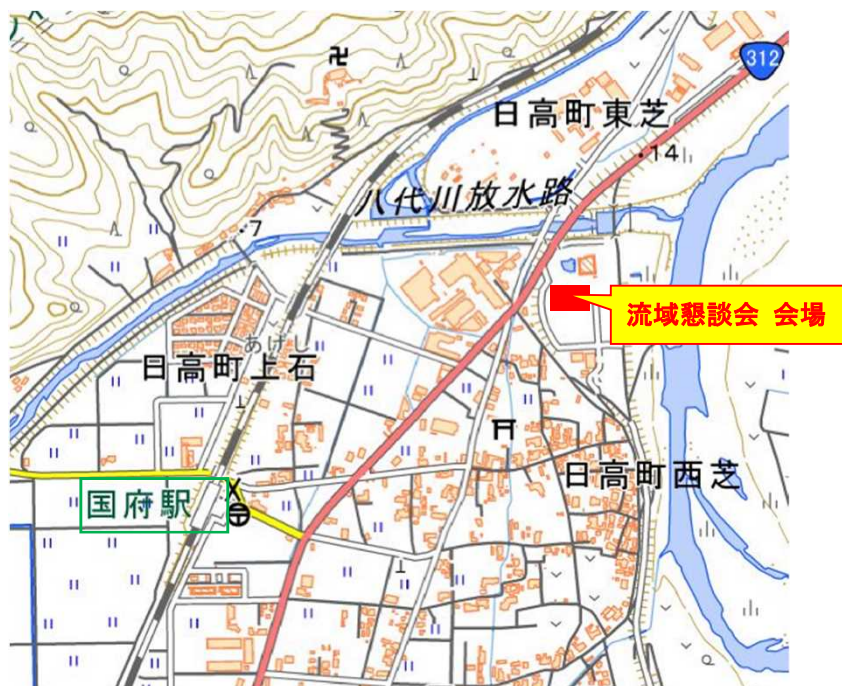 312
日高町東芝
・14
八代川放水路
・7
流域懇談会 会場
あげし
日高町上石
日高町西芝
国府駅